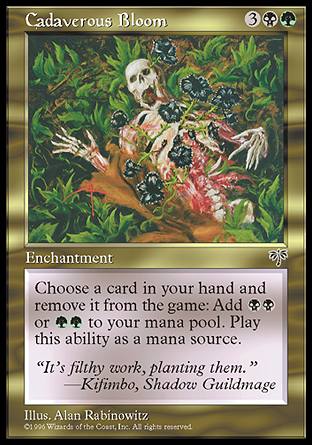 Cadaverous Bloom 3
Enchantment
Choose a card in your hand and
remove it from the game: Add
or to your mana pool. Play
this ability as a mana source.
"It's filthy work, planting them."
—Kifimbo, Shadow Guildmage
Illus. Alan Rabinowitz
©1996 Wizards of the Coast, Inc. All rights reserved.